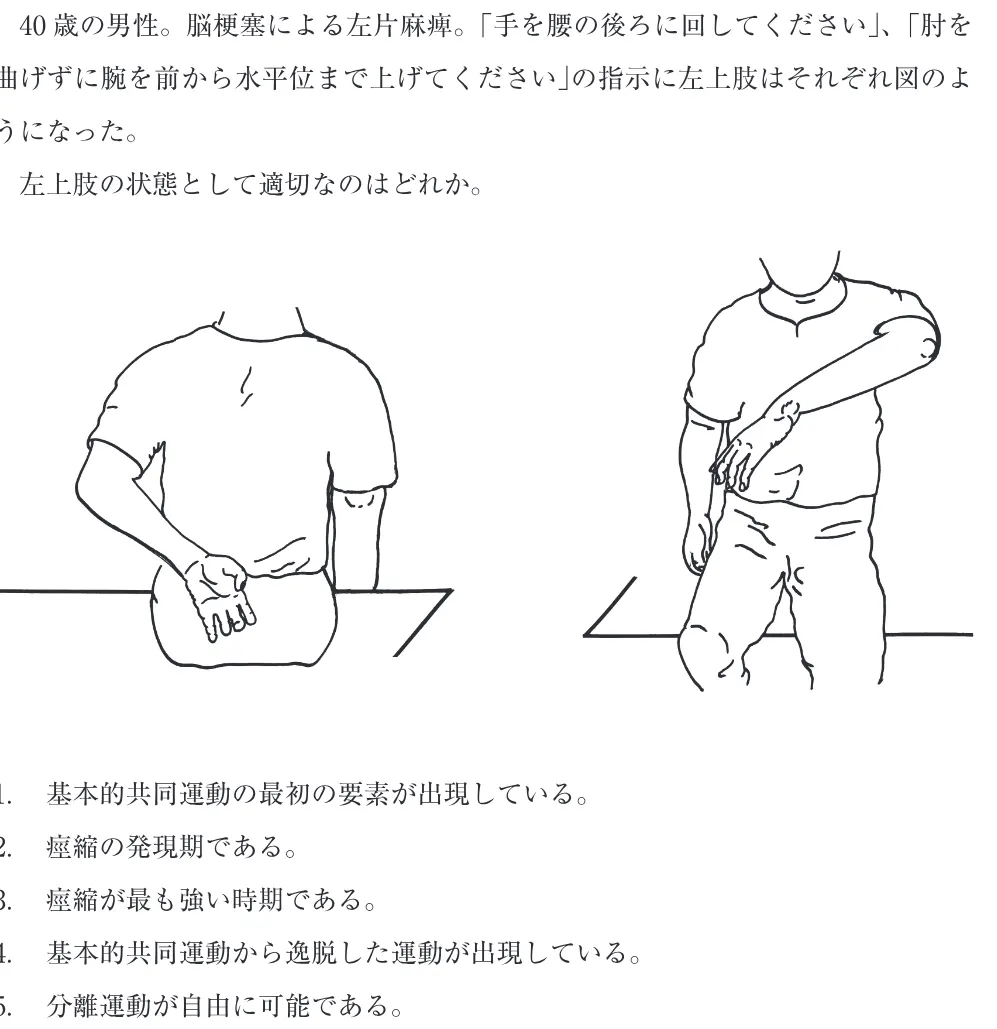 40 歳の男性。脳梗塞による左片麻痺。「手を腰の後ろに回してください」、「肘を
曲げずに腕を前から水平位まで上げてください」の指示に左上肢はそれぞれ図のよ
うになった。
左上肢の状態として適切なのはどれか。
1. 基本的共同運動の最初の要素が出現している。
2. 痙縮の発現期である。
3. 痙縮が最も強い時期である。
4. 基本的共同運動から逸脱した運動が出現している。
5. 分離運動が自由に可能である。